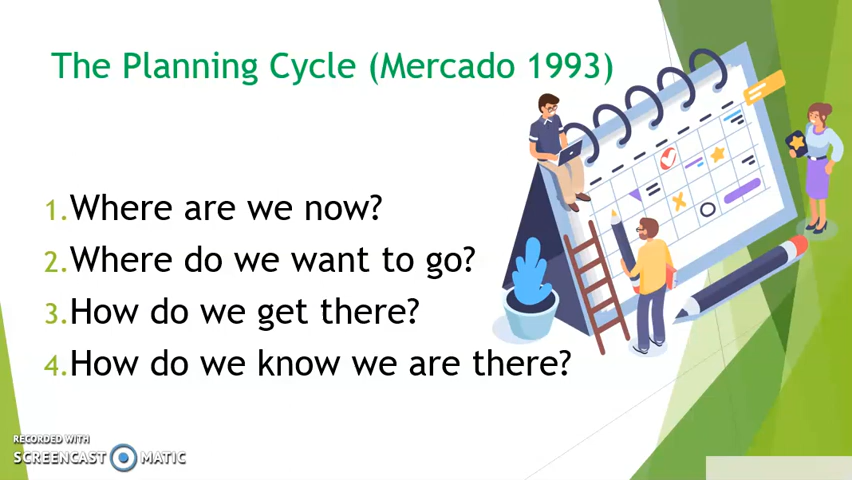 The Planning Cycle (Mercado 1993)
1.Where are we now?
2.Where do we want to go?
3.How do we get there?
4.How do we know we are there?
RECORDED WITH
SCREENCAST MATIC